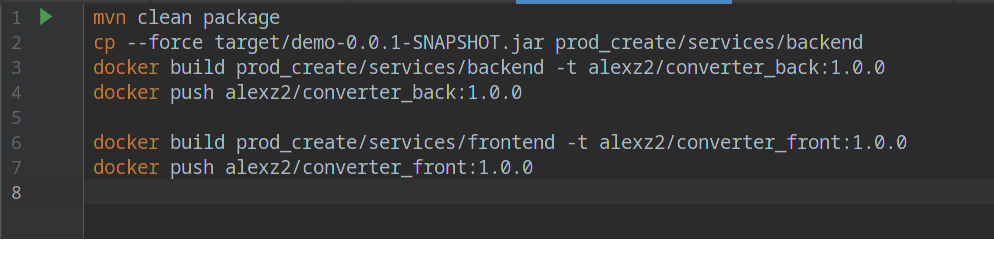 1 mvn clean package
2 cp --force target/demo-0.0.1-SNAPSHOT.jar prod_create/services/backend
3 docker build prod_create/services/backend -t alexz2/converter_back:1.0.0
4 docker push alexz2/converter_back:1.0.0
5
6 docker build prod_create/services/frontend -t alexz2/converter_front:1.0.0
7 docker push alexz2/converter_front:1.0.0
8